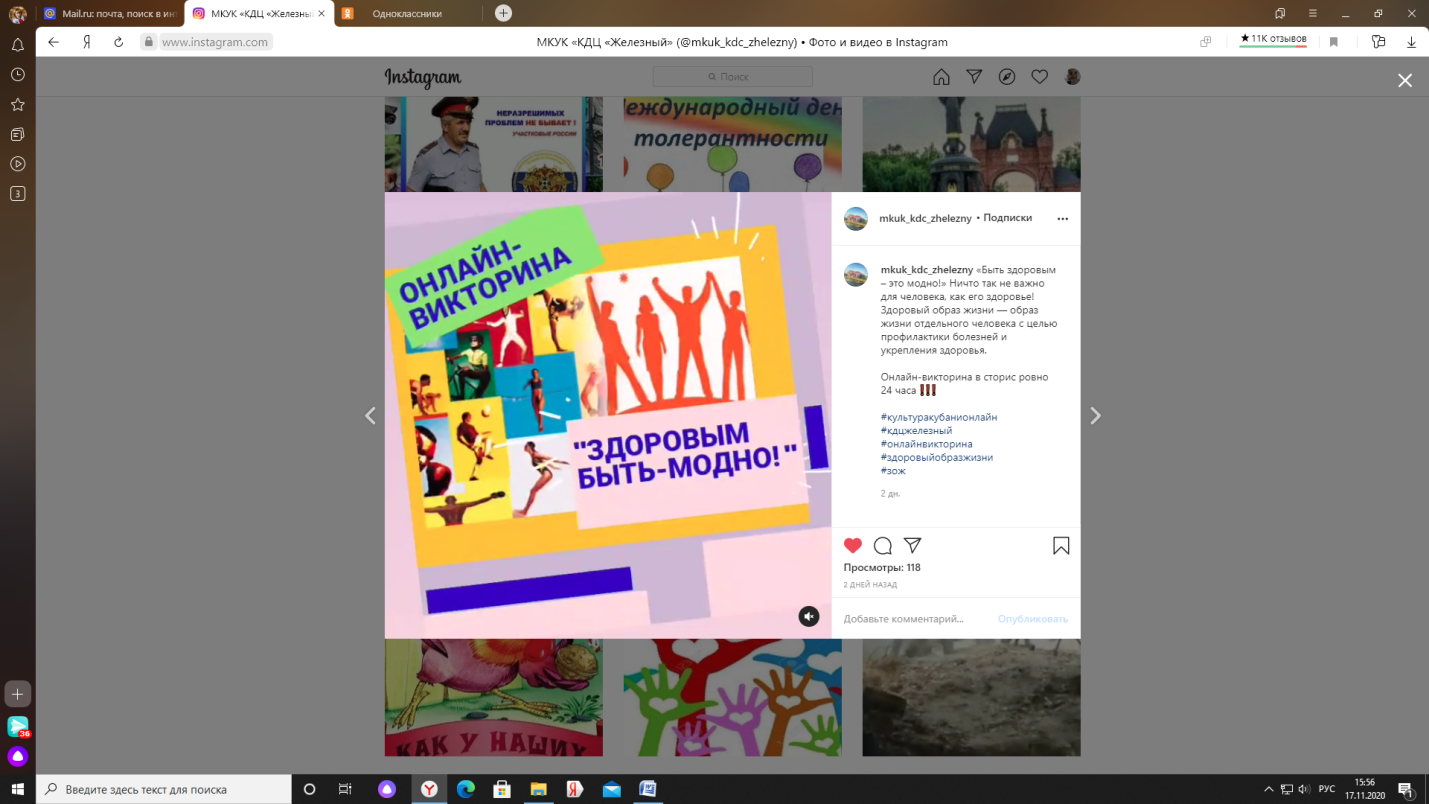 Mail.ru: почта, поиск в ин
МКУК «КДЦ «Железны
Одноклассники
www.instagram.com
МКУК «КДЦ «Железный» (@mkuk_kdc_zhelezny) • Фото и видео в Instagram
★11К отзывов
3
Instagram
Поиск
НЕРАЗРЕШИМЫХ
ПРОБЛЕМ НЕ БЫВАЕТ !
УЧАСТКОВЫЕ РОССИИ
еждународный ден
толерантности
ОНЛАЙН-
ВИКТОРИНА
"ЗДОРОВЫМ
БЫТЬ-МОДНО!"
mkuk_kdc_zhelezny • Подписки
mkuk_kdc_zhelezny «Быть здоровым
– это модно!» Ничто так не важно
для человека, как его здоровье!
Здоровый образ жизни — образ
жизни отдельного человека с целью
профилактики болезней и
укрепления здоровья.
Онлайн-викторина в сторис ровно
24 часа
#культуракубанионлайн
#кдцжелезный
#онлайнвикторина
#здоровыйобразжизни
#зож
2 дн.
Просмотры: 118
2 ДНЕЙ НАЗАД
Добавьте комментарий...
Опубликовать
КАК У НАШИХ
36
Введите здесь текст для поиска
РУС
15:56
17.11.2020
1